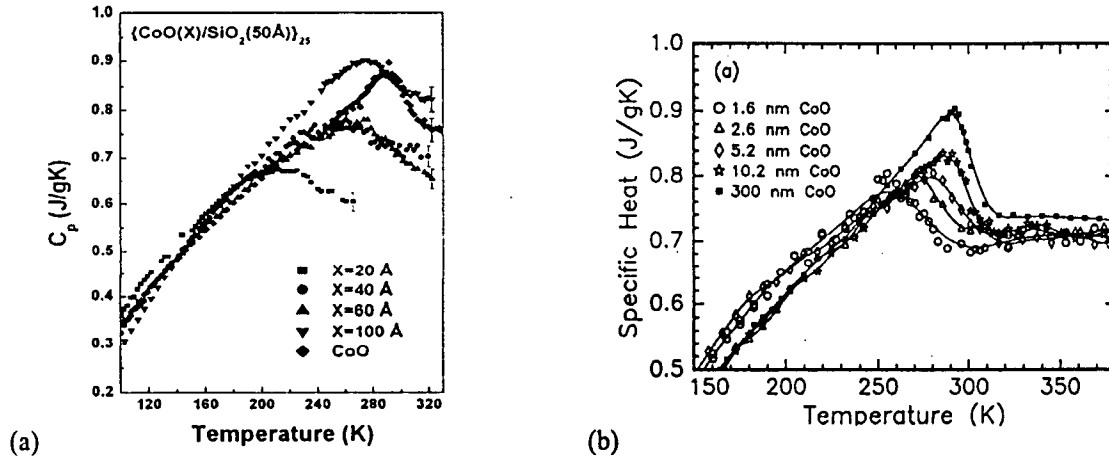 {CoO(X)/SiO₂(50Å)}₂₅
1.0
0.9
0.8
0.7
0.6
0.5
0.4
0.3
0.2
Cₚ (J/gK)
X=20 Å
X=40 Å
X=60 Å
X=100 Å
CoO
120 160 200 240 280 320
Temperature (K)
(a)
(a)
1.6 nm CoO
2.6 nm CoO
5.2 nm CoO
10.2 nm CoO
300 nm CoO
1.0
0.9
0.8
0.7
0.6
0.5
Specific Heat (J/gK)
150 200 250 300 350
Temperature (K)
(b)